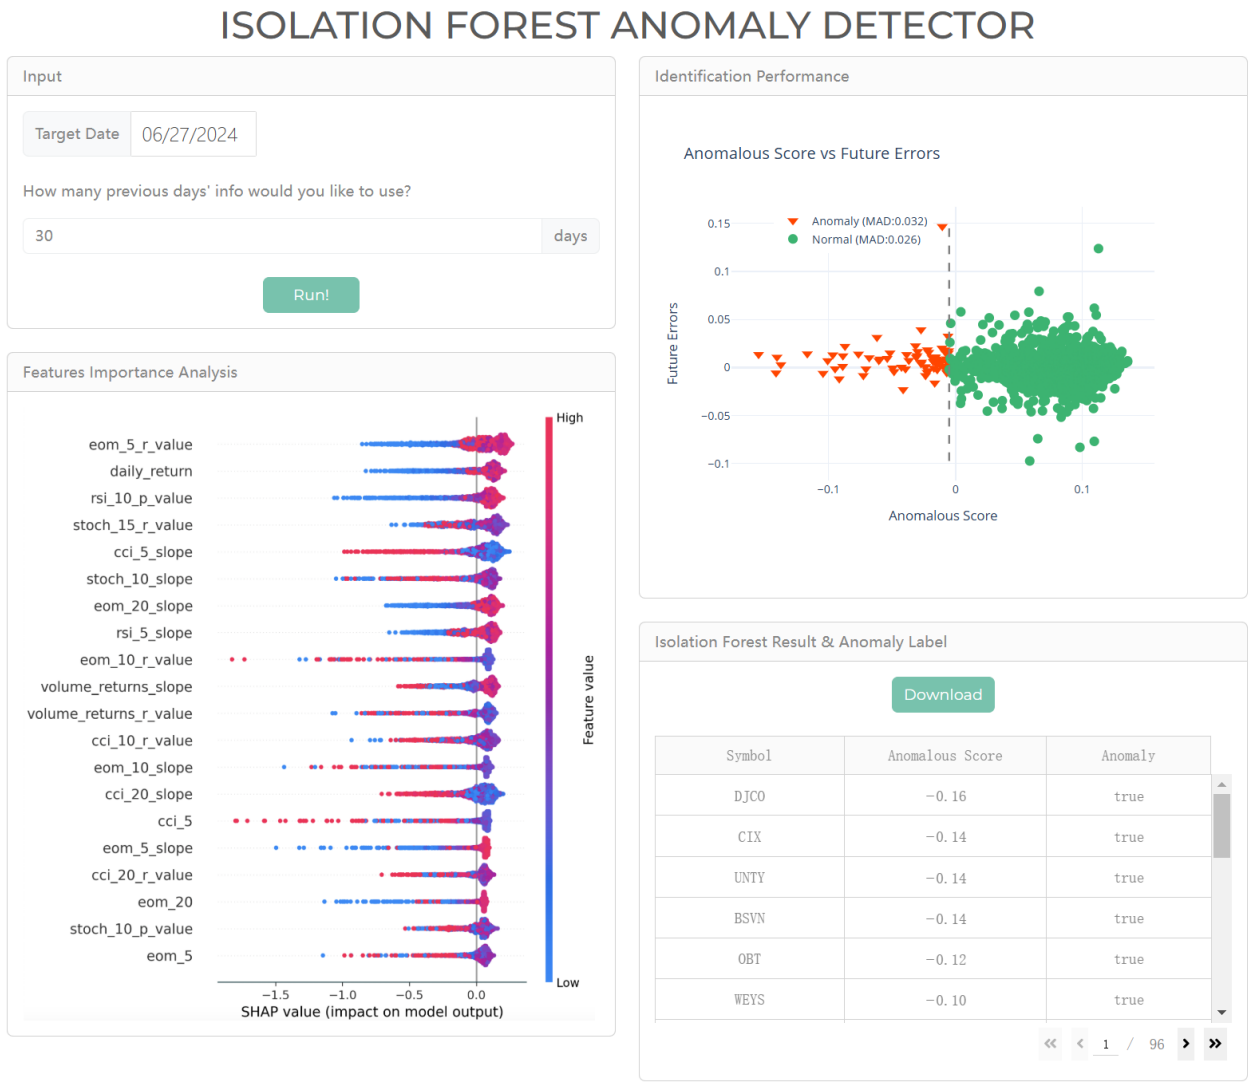 ISOLATION FOREST ANOMALY DETECTOR
Input
Target Date 06/27/2024
How many previous days' info would you like to use?
30 days
Run!
Features Importance Analysis
High
eom_5_r_value
daily_return
rsi_10_p_value
stoch_15_r_value
cci_5_slope
stoch_10_slope
eom_20_slope
rsi_5_slope
eom_10_r_value
volume_returns_slope
volume_returns_r_value
cci_10_r_value
eom_10_slope
cci_20_slope
cci_5
eom_5_slope
cci_20_r_value
eom_20
stoch_10_p_value
eom_5
Feature value
Low
−1.5 −1.0 −0.5 0.0
SHAP value (impact on model output)
Identification Performance
Anomalous Score vs Future Errors
Anomaly (MAD:0.032)
Normal (MAD:0.026)
0.15
0.1
0.05
0
−0.05
−0.1
Future Errors
−0.1 0 0.1
Anomalous Score
Isolation Forest Result & Anomaly Label
Download
Symbol Anomalous Score Anomaly
DJCO −0.16 true
CIX −0.14 true
UNTY −0.14 true
BSVN −0.14 true
OBT −0.12 true
WEYS −0.10 true
1 / 96